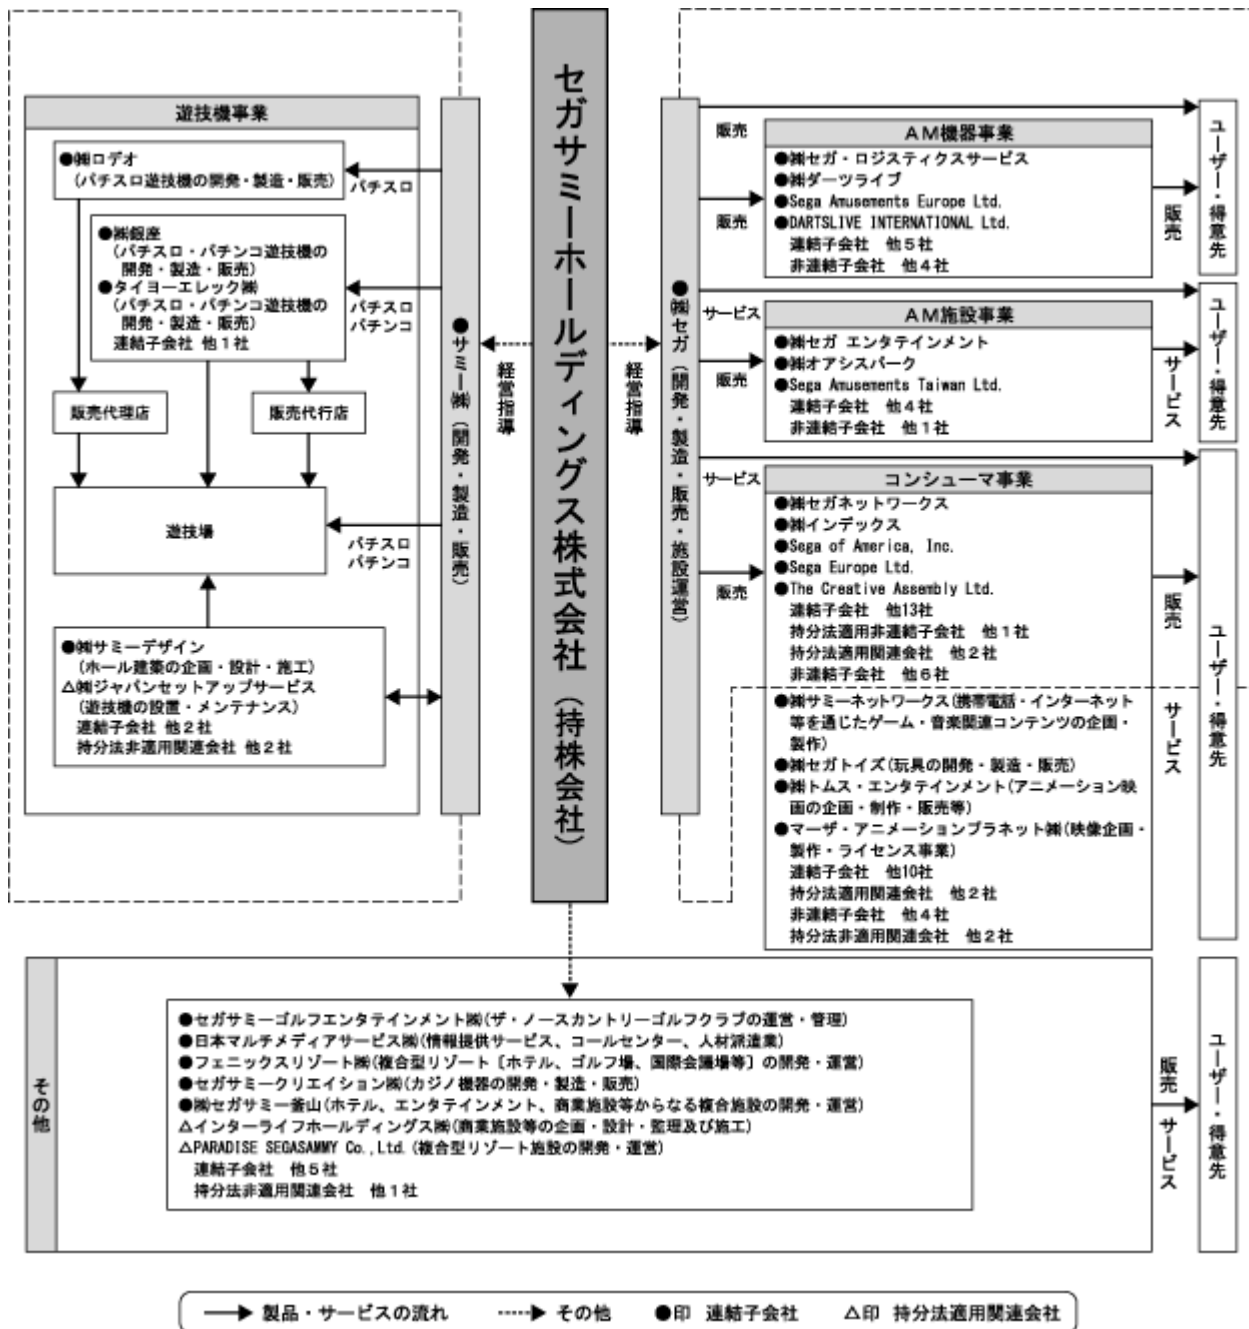 セガサミーホールディングス株式会社（持株会社）
遊技機事業
●㈱ロデオ
(パチスロ遊技機の開発・製造・販売)
パチスロ
●㈱銀座
(パチスロ・パチンコ遊技機の
開発・製造・販売)
●タイヨーエレック㈱
(パチスロ・パチンコ遊技機の
開発・製造・販売)
連結子会社 他１社
パチスロ
パチンコ
販売代理店
販売代行店
遊技場
パチスロ
パチンコ
●㈱サミーデザイン
(ホール建築の企画・設計・施工)
△㈱ジャパンセットアップサービス
(遊技機の設置・メンテナンス)
連結子会社 他２社
持分法非適用関連会社 他２社
●サミー㈱（開発・製造・販売）
経営指導
経営指導
●㈱セガ（開発・製造・販売・施設運営）
販売
ＡＭ機器事業
●㈱セガ・ロジスティクスサービス
●㈱ダーツライブ
●Sega Amusements Europe Ltd.
●DARTSLIVE INTERNATIONAL Ltd.
連結子会社 他５社
非連結子会社 他４社
販売
販売
ユーザー・得意先
サービス
ＡＭ施設事業
●㈱セガ エンタテインメント
●㈱オアシスパーク
●Sega Amusements Taiwan Ltd.
連結子会社 他４社
非連結子会社 他１社
販売
サービス
ユーザー・得意先
サービス
コンシューマ事業
●㈱セガネットワークス
●㈱インデックス
●Sega of America, Inc.
●Sega Europe Ltd.
●The Creative Assembly Ltd.
連結子会社 他13社
持分法適用非連結子会社 他１社
持分法適用関連会社 他２社
非連結子会社 他６社
●㈱サミーネットワークス(携帯電話・インターネット
等を通じたゲーム・音楽関連コンテンツの企画・
製作)
●㈱セガトイズ(玩具の開発・製造・販売)
●㈱トムス・エンタテインメント(アニメーション映
画の企画・制作・販売等)
●マーザ・アニメーションプラネット㈱(映像企画・
製作・ライセンス事業)
連結子会社 他10社
持分法適用関連会社 他２社
非連結子会社 他４社
持分法非適用関連会社 他２社
販売
販売
サービス
ユーザー・得意先
その他
●セガサミーゴルフエンタテインメント㈱(ザ・ノースカントリーゴルフクラブの運営・管理)
●日本マルチメディアサービス㈱(情報提供サービス、コールセンター、人材派遣業)
●フェニックスリゾート㈱(複合型リゾート［ホテル、ゴルフ場、国際会議場等］の開発・運営)
●セガサミークリエイション㈱(カジノ機器の開発・製造・販売)
●㈱セガサミー釜山(ホテル、エンタテインメント、商業施設等からなる複合施設の開発・運営)
△インターライフホールディングス㈱(商業施設等の企画・設計・監理及び施工)
△PARADISE SEGASAMMY Co.,Ltd.(複合型リゾート施設の開発・運営)
連結子会社 他５社
持分法非適用関連会社 他１社
販売
サービス
ユーザー・得意先
製品・サービスの流れ
その他
●印 連結子会社
△印 持分法適用関連会社